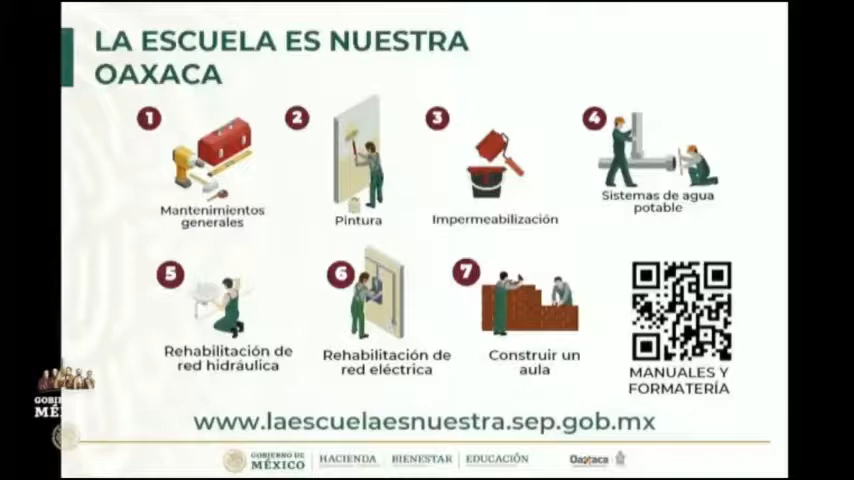 LA ESCUELA ES NUESTRA
OAXACA
1
2
3
4
Mantenimientos
generales
Pintura
Impermeabilización
Sistemas de agua
potable
5
6
7
Rehabilitación de
red hidráulica
Rehabilitación de
red eléctrica
Construir un
aula
MANUALES Y
FORMATERÍA
www.laescuelaesnuestra.sep.gob.mx
GOBIERNO DE
MÉXICO
HACIENDA
BIENESTAR
EDUCACIÓN
Oaxaca